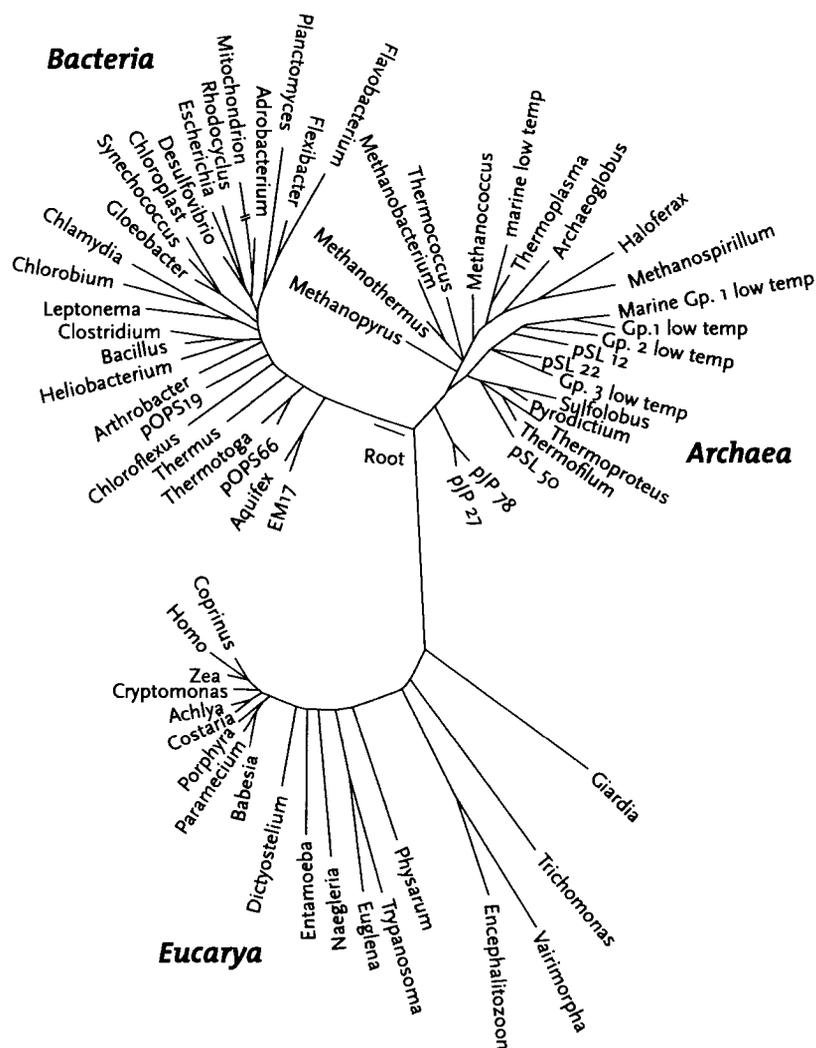 Bacteria
Mitochondrion
Rhodocyclus
Escherichia
Desulfovibrio
Chloroplast
Synechococcus
Gloeobacter
Chlamydia
Chlorobium
Leptonema
Clostridium
Bacillus
Heliobacterium
Arthrobacter
pOPS19
Chloroflexus
Thermus
Thermotoga
pOPS66
Aquifex
EM17
Adrobacterium
Planctomyces
Flexibacter
Flavobacterium
Methanobacterium
Thermococcus
Methanothermus
Methanopyrus
Methanococcus
marine low temp
Thermoplasma
Archaeoglobus
Haloferax
Methanospirillum
Marine Gp. 1 low temp
Gp.1 low temp
Gp. 2 low temp
pSL 12
pSL 22
Gp. 3 low temp
Sulfolobus
Pyrodictium
Thermoproteus
Thermofilum
pSL 50
pJP 78
pJP 27
Archaea
Root
Coprinus
Homo
Zea
Cryptomonas
Achlya
Costaria
Porphyra
Paramecium
Babesia
Dictyostelium
Entamoeba
Naegleria
Euglena
Trypanosoma
Physarum
Encephalitozoon
Vairimorpha
Trichomonas
Giardia
Eucarya